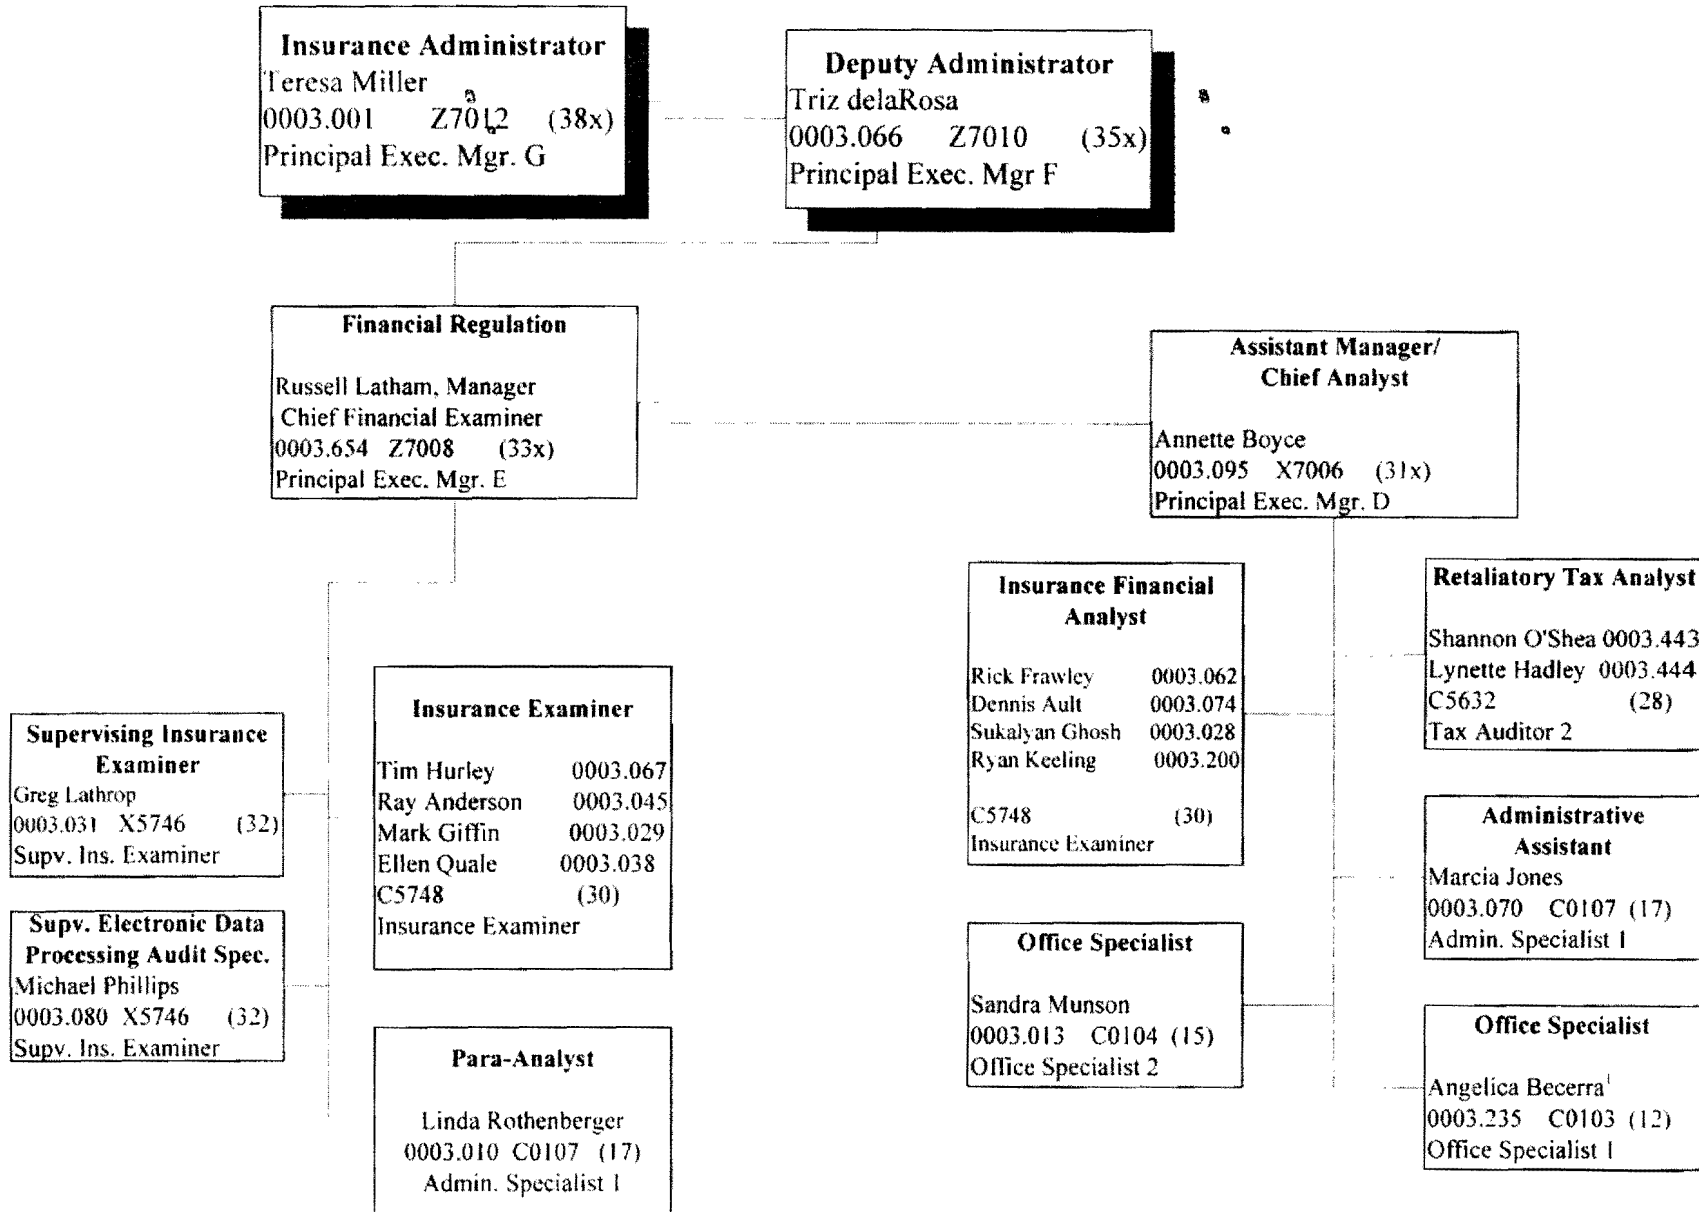 Insurance Administrator
Teresa Miller
0003.001 Z7012 (38x)
Principal Exec. Mgr. G
Deputy Administrator
Triz delaRosa
0003.066 Z7010 (35x)
Principal Exec. Mgr F
Financial Regulation
Russell Latham, Manager
Chief Financial Examiner
0003.654 Z7008 (33x)
Principal Exec. Mgr. E
Assistant Manager/
Chief Analyst
Annette Boyce
0003.095 X7006 (31x)
Principal Exec. Mgr. D
Supervising Insurance
Examiner
Greg Lathrop
0003.031 X5746 (32)
Supv. Ins. Examiner
Supv. Electronic Data
Processing Audit Spec.
Michael Phillips
0003.080 X5746 (32)
Supv. Ins. Examiner
Insurance Examiner
Tim Hurley 0003.067
Ray Anderson 0003.045
Mark Giffin 0003.029
Ellen Quale 0003.038
C5748 (30)
Insurance Examiner
Para-Analyst
Linda Rothenberger
0003.010 C0107 (17)
Admin. Specialist 1
Insurance Financial
Analyst
Rick Frawley 0003.062
Dennis Ault 0003.074
Sukalyan Ghosh 0003.028
Ryan Keeling 0003.200
C5748 (30)
Insurance Examiner
Office Specialist
Sandra Munson
0003.013 C0104 (15)
Office Specialist 2
Retaliatory Tax Analyst
Shannon O'Shea 0003.443
Lynette Hadley 0003.444
C5632 (28)
Tax Auditor 2
Administrative
Assistant
Marcia Jones
0003.070 C0107 (17)
Admin. Specialist 1
Office Specialist
Angelica Becerra
0003.235 C0103 (12)
Office Specialist 1